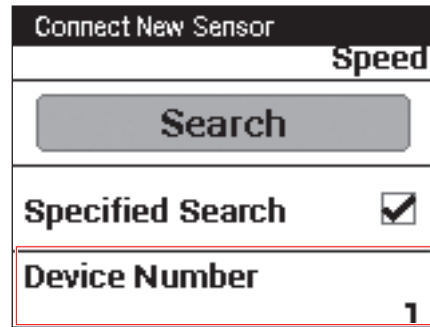 Connect New Sensor
Speed
Search
Specified Search
Device Number
1